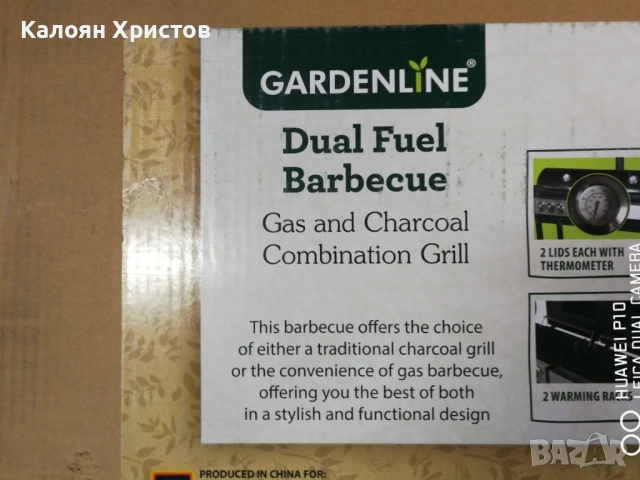 Калоян Христов
GARDENLINE®
Dual Fuel
Barbecue
Gas and Charcoal
Combination Grill
This barbecue offers the choice
of either a traditional charcoal grill
or the convenience of gas barbecue,
offering you the best of both
in a stylish and functional design
2 LIDS EACH WITH
THERMOMETER
2 WARMING RACKS
PRODUCED IN CHINA FOR:
HUAWEI P10
LEICA DUAL CAMERA
BAZAR